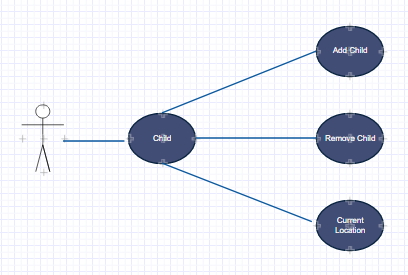 Add Child
Child
Remove Child
Current
Location